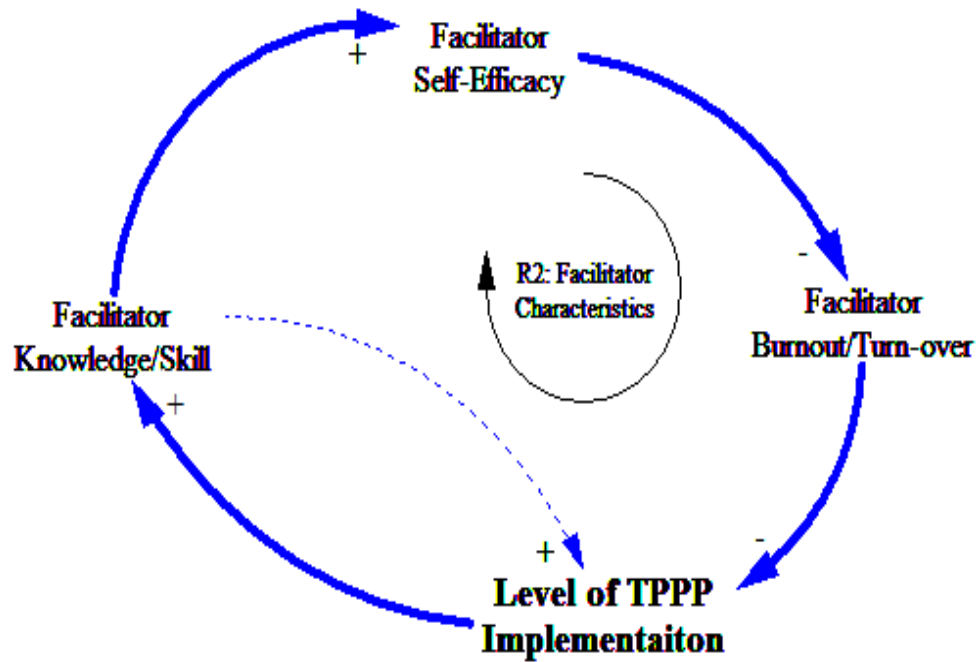 Facilitator
Self-Efficacy
+
-
R2: Facilitator
Characteristics
Facilitator
Burnout/Turn-over
Facilitator
Knowledge/Skill
+
+
-
Level of TPPP
Implementaiton